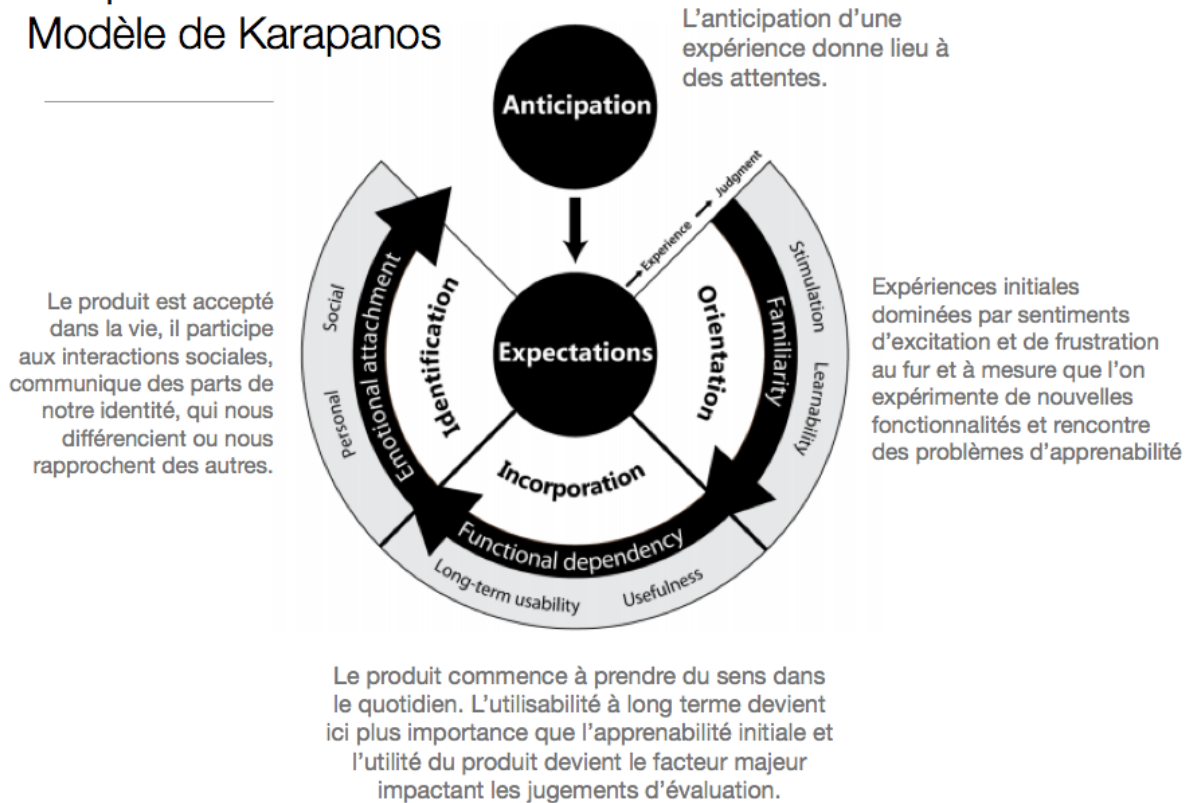 Modèle de Karapanos
L'anticipation d'une
expérience donne lieu à
des attentes.
Anticipation
Experience
Judgment
Expectations
Orientation
Familiarity
Stimulation
Learnability
Expériences initiales
dominées par sentiments
d'excitation et de frustration
au fur et à mesure que l'on
expérimente de nouvelles
fonctionnalités et rencontre
des problèmes d'apprenabilité
Incorporation
Functional dependency
Long-term usability
Usefulness
Le produit commence à prendre du sens dans
le quotidien. L'utilisabilité à long terme devient
ici plus importance que l'apprenabilité initiale et
l'utilité du produit devient le facteur majeur
impactant les jugements d'évaluation.
Identification
Emotional attachment
Personal
Social
Le produit est accepté
dans la vie, il participe
aux interactions sociales,
communique des parts de
notre identité, qui nous
différencient ou nous
rapprochent des autres.